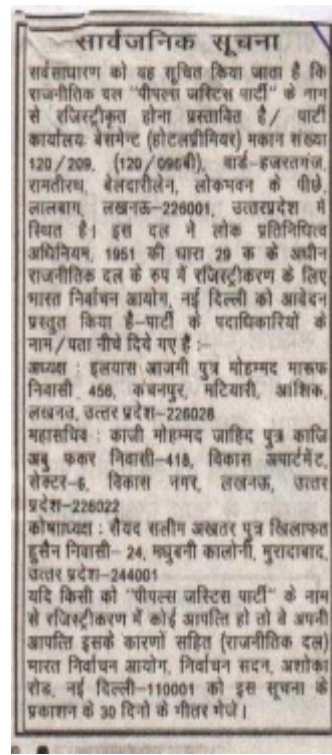 सार्वजनिक सूचना
सर्वसाधारण को यह सूचित किया जाता है कि
राजनीतिक दल "पीपल्स जस्टिस पार्टी" के नाम
से रजिस्ट्रीकृत होना प्रस्तावित है / पार्टी
कार्यालय बेसमेन्ट (होटलप्रीमियर) मकान संख्या
120/209, (120/096बी), वार्ड-हजरतगंज,
रामतीरथ, बेलदारीलेन, लोकभवन के पीछे,
लालबाग, लखनऊ-226001, उत्तरप्रदेश में
स्थित है। इस दल ने लोक प्रतिनिधित्व
अधिनियम, 1951 की धारा 29 क के अधीन
राजनीतिक दल के रुप में रजिस्ट्रीकरण के लिए
भारत निर्वाचन आयोग, नई दिल्ली को आवेदन
प्रस्तुत किया है-पार्टी के पदाधिकारियों के
नाम/पता नीचे दिये गए है :-
अध्यक्ष : इलयास आजमी पुत्र मोहम्मद मारूफ
निवासी 456, कंचनपुर, मटियारी, आंशिक,
लखनउ, उत्तर प्रदेश-226028
महासचिव : काजी मोहम्मद जाहिद पुत्र काजि
अबु फकर निवासी-418, विकास अपार्टमेंट,
सेक्टर-6, विकास नगर, लखनऊ, उत्तर
प्रदेश-226022
कोषाध्यक्ष : सैयद सलीम अखतर पुत्र खिलाफत
हुसैन निवासी- 24, मधुबनी कालोनी, मुरादाबाद,
उत्तर प्रदेश-244001
यदि किसी को "पीपल्स जस्टिस पार्टी" के नाम
से रजिस्ट्रीकरण में कोई आपत्ति हो तो वे अपनी
आपत्ति इसके कारणों सहित (राजनीतिक दल)
भारत निर्वाचन आयोग, निर्वाचन सदन, अशोका
रोड, नई दिल्ली-110001 को इस सूचना के
प्रकाशन के 30 दिनो के भीतर भेजे।